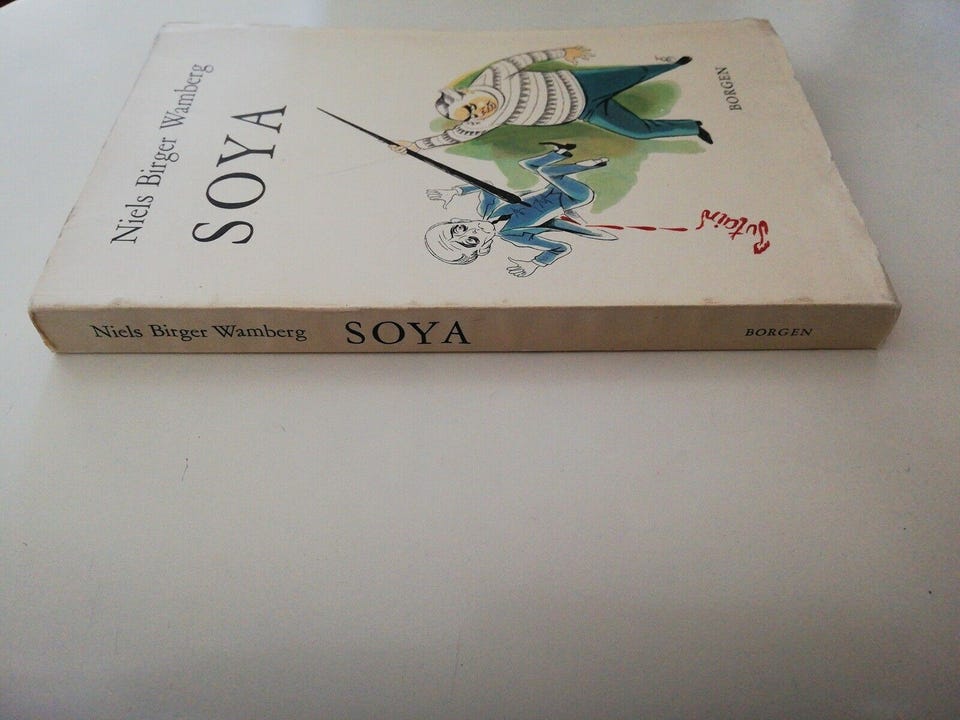 Niels Birger Wamberg
SOYA
BORGEN
Niels Birger Wamberg SOYA BORGEN